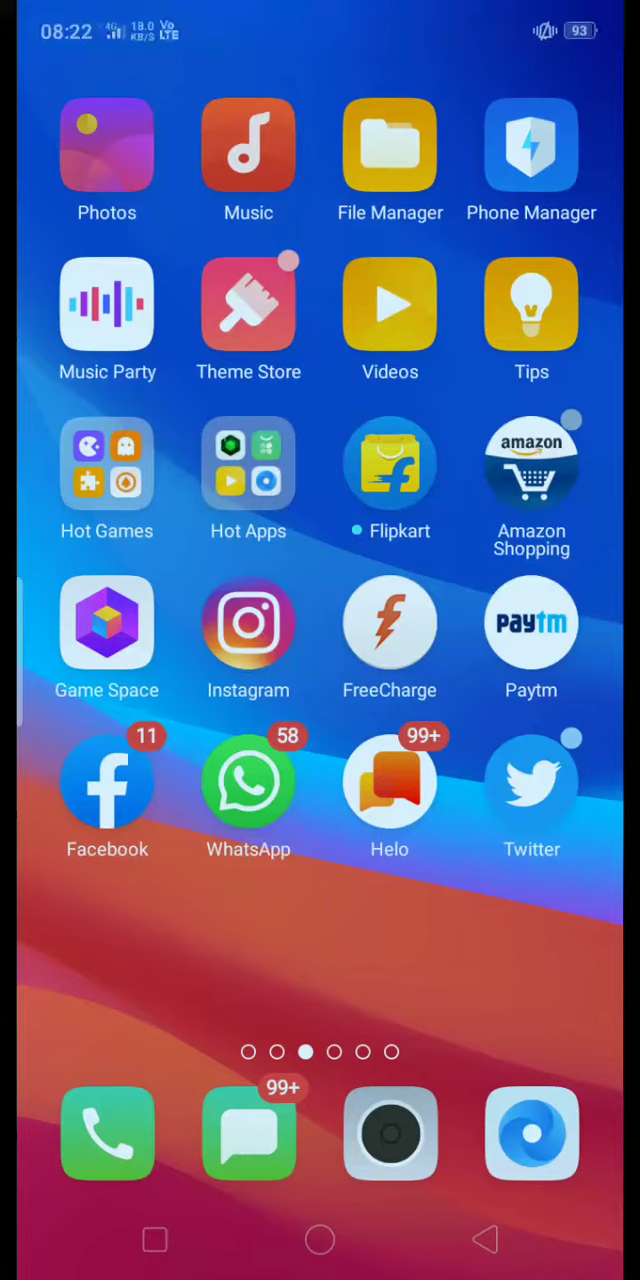 08:22 4G 18.0 KB/S Vo LTE 93
Photos Music File Manager Phone Manager
Music Party Theme Store Videos Tips
amazon
Hot Games Hot Apps Flipkart Amazon
Shopping
paytm
Game Space Instagram FreeCharge Paytm
11 58 99+
Facebook WhatsApp Helo Twitter
99+